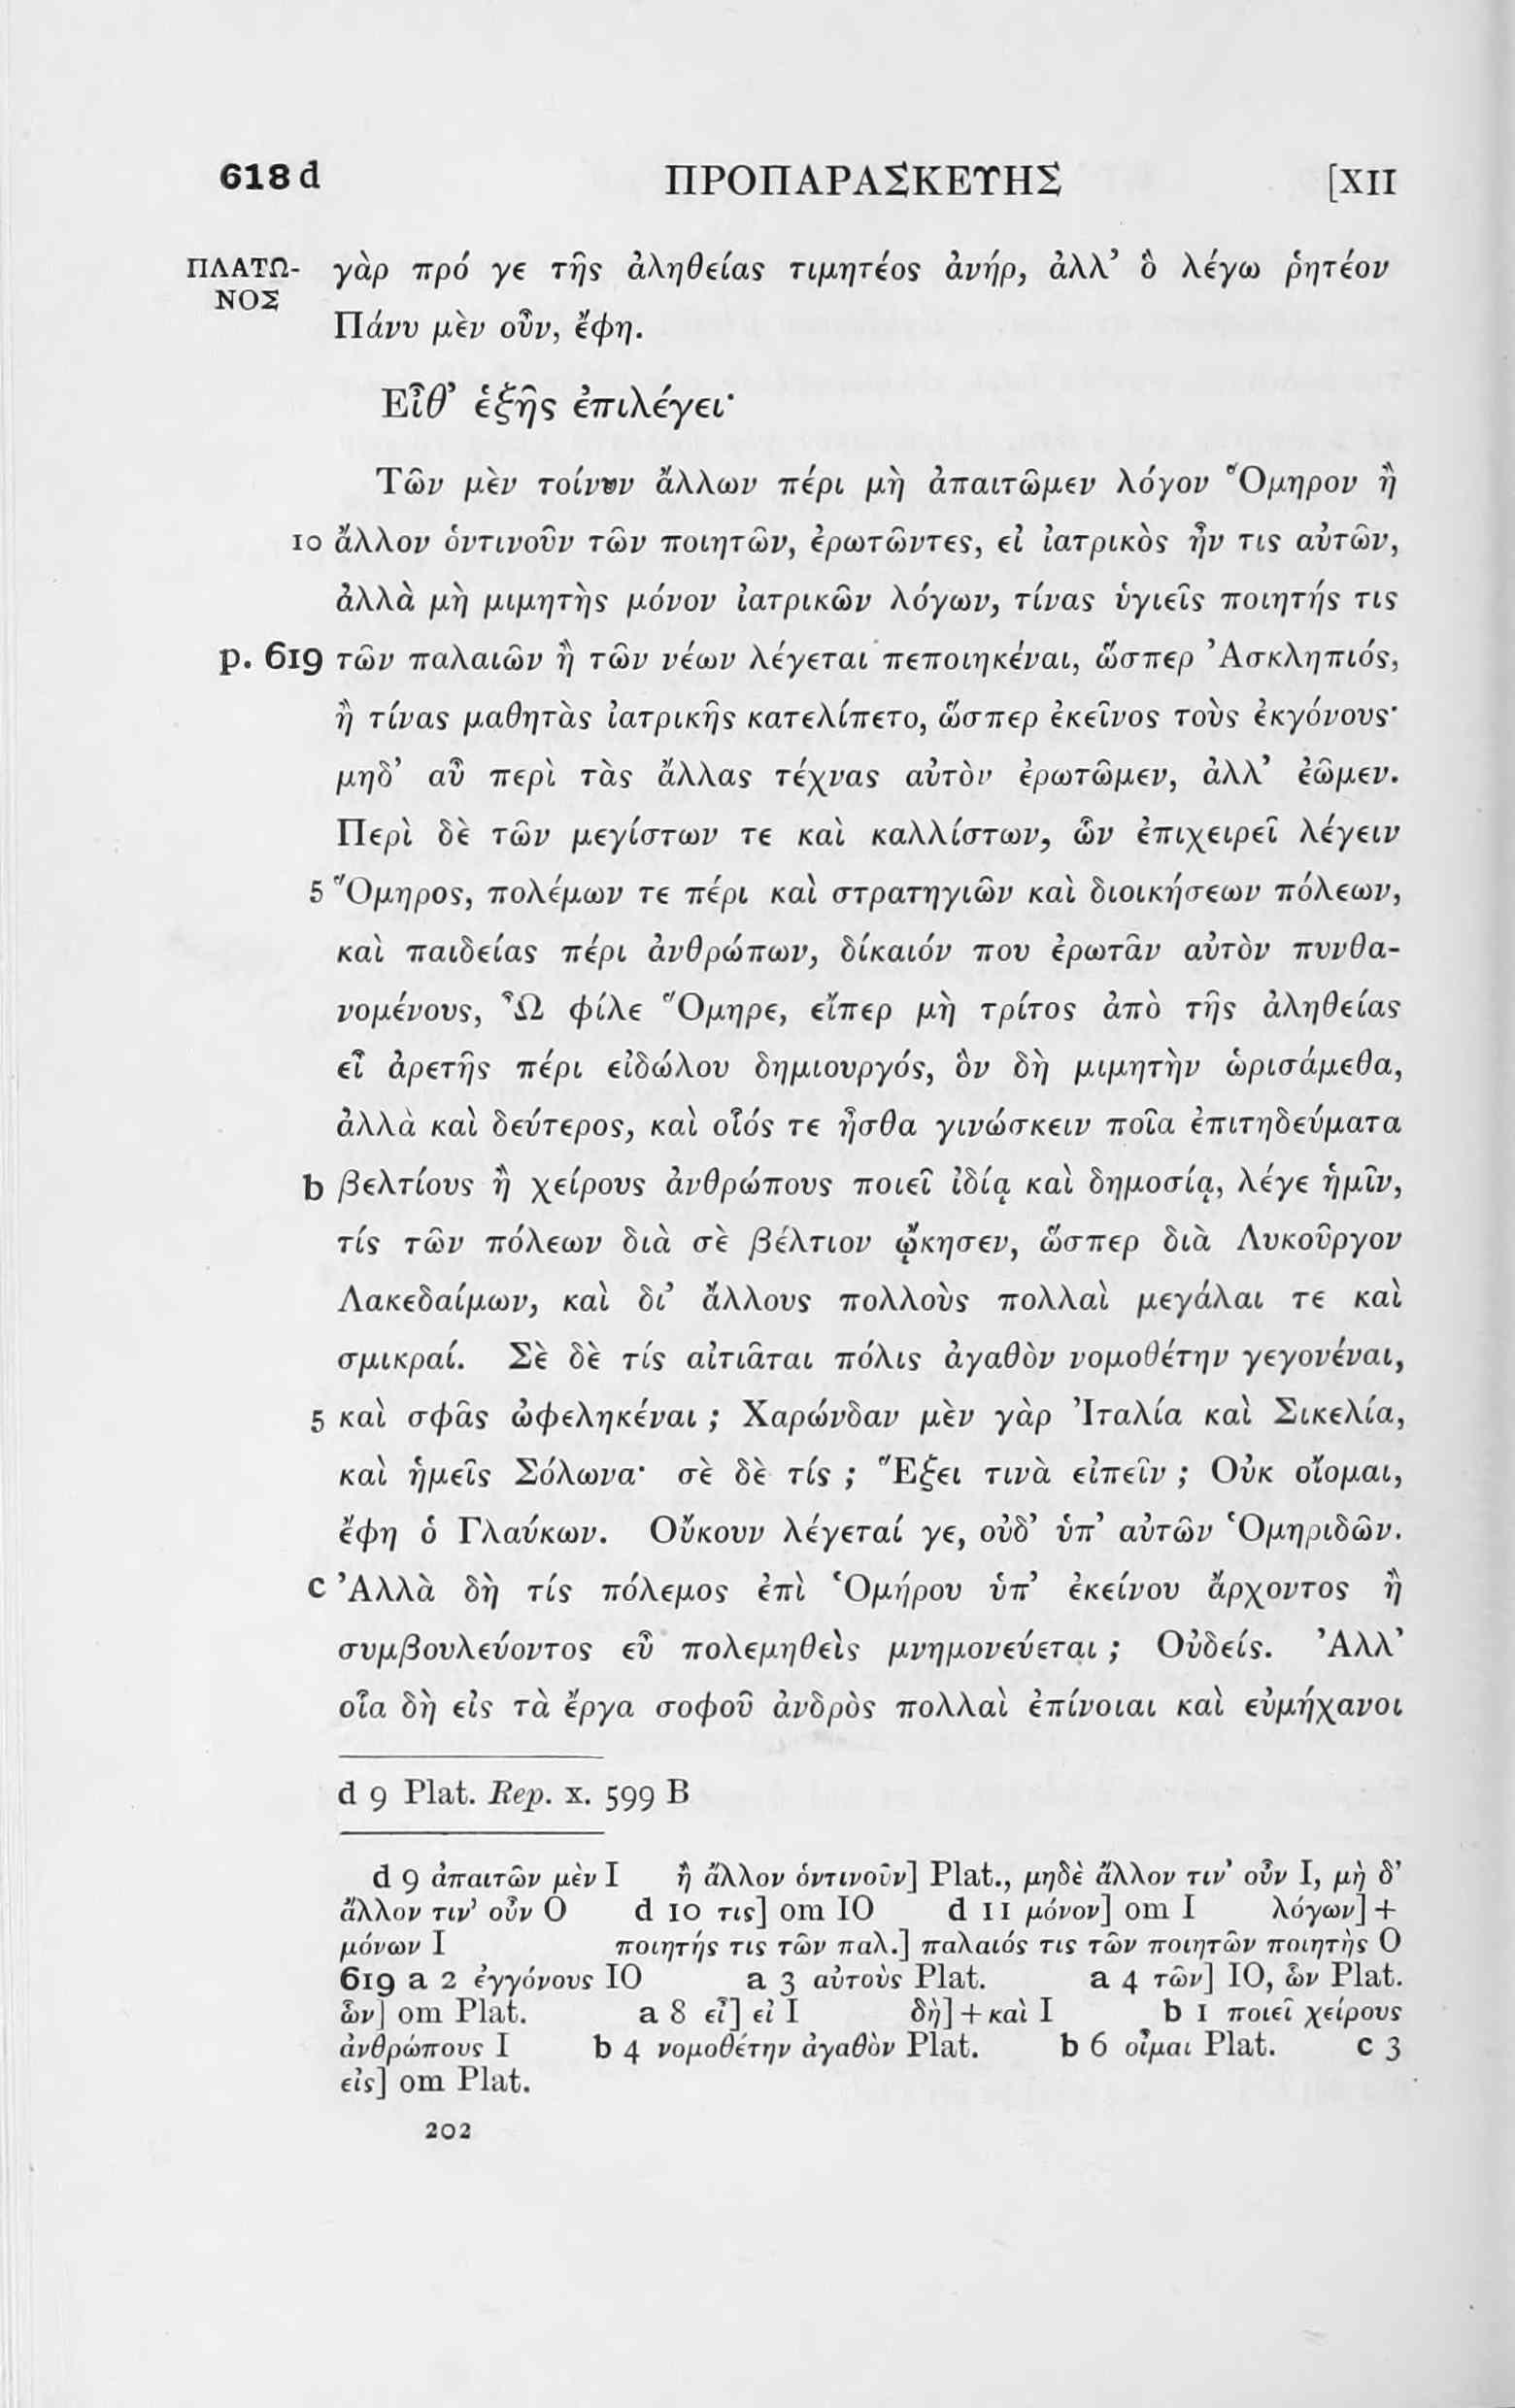 618 d ΠΡΟΠΑΡΑΣΚΕΥΗΣ [XII
ΠΛΑΤΩ- γὰρ πρό γε τῆς ἀληθείας τιμητέος ἀνήρ, ἀλλ’ ὃ λέγω ῥητέον
ΝΟΣ
Πάνυ μὲν οὖν, ἔφη.
Εἶθ’ ἑξῆς ἐπιλέγει·
Τῶν μὲν τοίνυν ἄλλων πέρι μὴ ἀπαιτῶμεν λόγον Ὅμηρον ἢ
10 ἄλλον ὁντινοῦν τῶν ποιητῶν, ἐρωτῶντες, εἰ ἰατρικὸς ἦν τις αὐτῶν,
ἀλλὰ μὴ μιμητὴς μόνον ἰατρικῶν λόγων, τίνας ὑγιεῖς ποιητής τις
p. 619 τῶν παλαιῶν ἢ τῶν νέων λέγεται πεποιηκέναι, ὥσπερ Ἀσκληπιός,
ἢ τίνας μαθητὰς ἰατρικῆς κατελίπετο, ὥσπερ ἐκεῖνος τοὺς ἐκγόνους·
μηδ’ αὖ περὶ τὰς ἄλλας τέχνας αὐτὸν ἐρωτῶμεν, ἀλλ’ ἐῶμεν.
Περὶ δὲ τῶν μεγίστων τε καὶ καλλίστων, ὧν ἐπιχειρεῖ λέγειν
5 Ὅμηρος, πολέμων τε πέρι καὶ στρατηγιῶν καὶ διοικήσεων πόλεων,
καὶ παιδείας πέρι ἀνθρώπων, δίκαιόν που ἐρωτᾶν αὐτὸν πυνθα-
νομένους, Ὦ φίλε Ὅμηρε, εἴπερ μὴ τρίτος ἀπὸ τῆς ἀληθείας
εἶ ἀρετῆς πέρι εἰδώλου δημιουργός, ὃν δὴ μιμητὴν ὡρισάμεθα,
ἀλλὰ καὶ δεύτερος, καὶ οἷός τε ἦσθα γινώσκειν ποῖα ἐπιτηδεύματα
b βελτίους ἢ χείρους ἀνθρώπους ποιεῖ ἰδίᾳ καὶ δημοσίᾳ, λέγε ἡμῖν,
τίς τῶν πόλεων διὰ σὲ βέλτιον ᾤκησεν, ὥσπερ διὰ Λυκοῦργον
Λακεδαίμων, καὶ δι’ ἄλλους πολλοὺς πολλαὶ μεγάλαι τε καὶ
σμικραί. Σὲ δὲ τίς αἰτιᾶται πόλις ἀγαθὸν νομοθέτην γεγονέναι,
5 καὶ σφᾶς ὠφεληκέναι ; Χαρώνδαν μὲν γὰρ Ἰταλία καὶ Σικελία,
καὶ ἡμεῖς Σόλωνα· σὲ δὲ τίς ; Ἕξει τινὰ εἰπεῖν ; Οὐκ οἴομαι,
ἔφη ὁ Γλαύκων. Οὔκουν λέγεταί γε, οὐδ’ ὑπ’ αὐτῶν Ὁμηριδῶν.
c Ἀλλὰ δὴ τίς πόλεμος ἐπὶ Ὁμήρου ὑπ’ ἐκείνου ἄρχοντος ἢ
συμβουλεύοντος εὖ πολεμηθεὶς μνημονεύεται ; Οὐδείς. Ἀλλ’
οἷα δὴ εἰς τὰ ἔργα σοφοῦ ἀνδρὸς πολλαὶ ἐπίνοιαι καὶ εὐμήχανοι
d 9 Plat. Rep. x. 599 B
d 9 ἀπαιτῶν μὲν I ἢ ἄλλον ὁντινοῦν] Plat., μηδὲ ἄλλον τιν’ οὖν I, μὴ δ’
ἄλλον τιν’ οὖν O d 10 τις] om IO d 11 μόνον] om I λόγων] +
μόνων I ποιητής τις τῶν παλ.] παλαιός τις τῶν ποιητῶν ποιητὴς O
619 a 2 ἐγγόνους IO a 3 αὐτοὺς Plat. a 4 τῶν] IO, ὧν Plat.
ὧν] om Plat. a 8 εἶ] εἰ I δὴ] + καὶ I b 1 ποιεῖ χείρους
ἀνθρώπους I b 4 νομοθέτην ἀγαθὸν Plat. b 6 οἶμαι Plat. c 3
εἰς] om Plat.
202